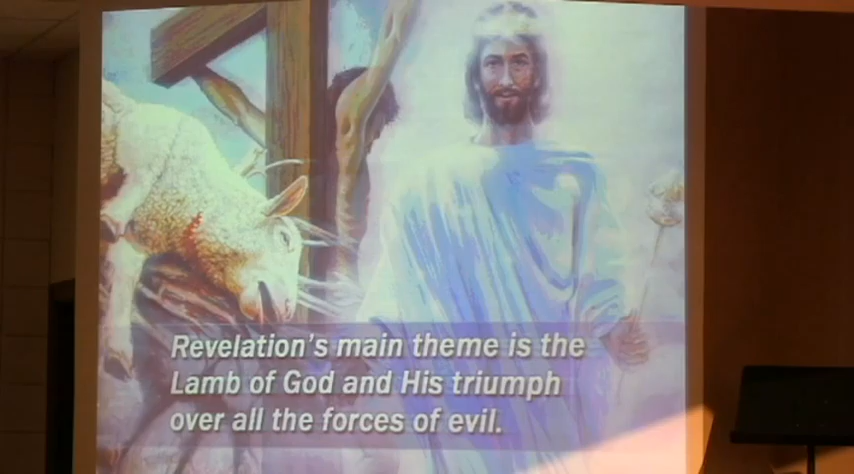 Revelation's main theme is the
Lamb of God and His triumph
over all the forces of evil.